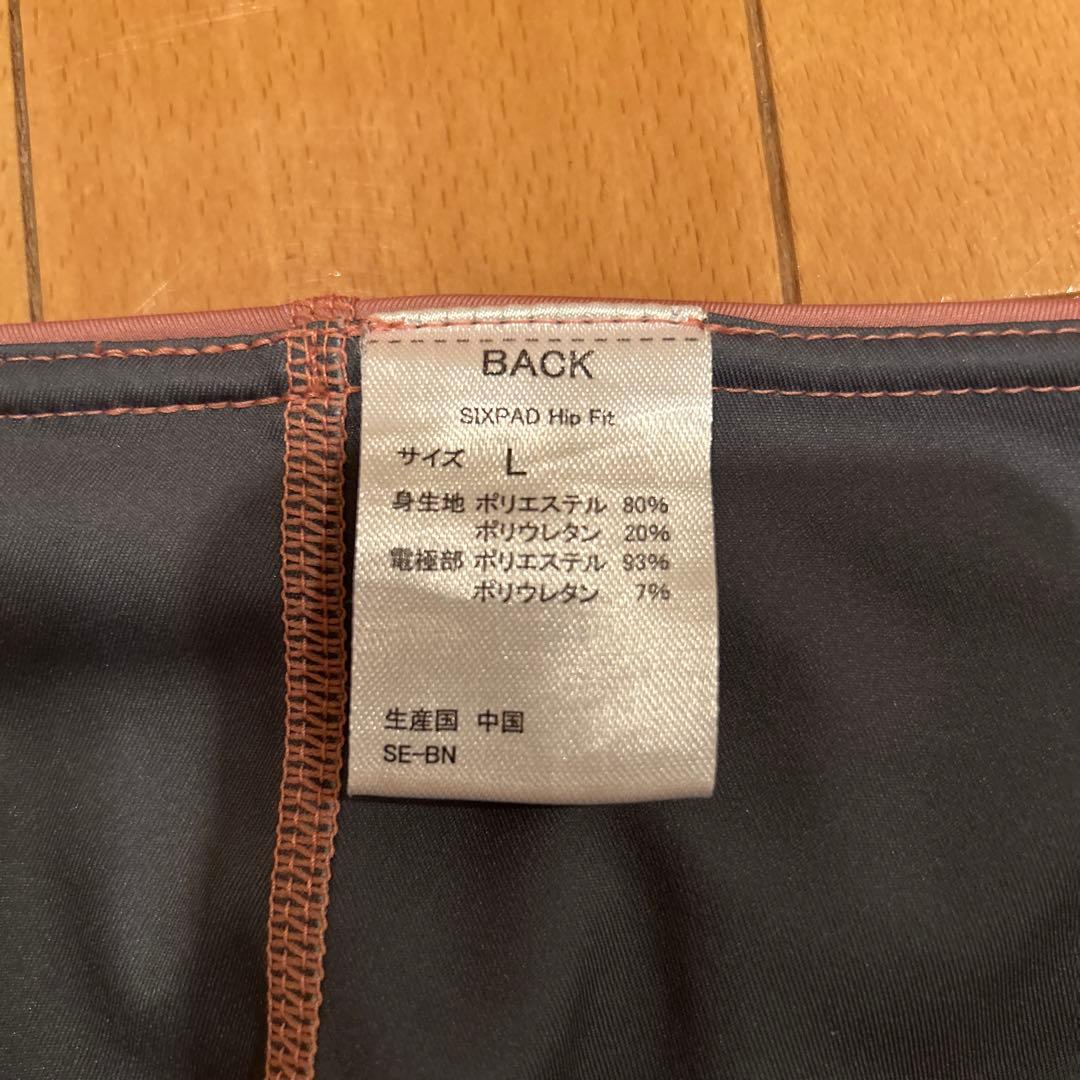 BACK
SIXPAD Hip Fit
サイズ L
身生地 ポリエステル 80%
ポリウレタン 20%
電極部 ポリエステル 93%
ポリウレタン 7%
生産国 中国
SE-BN